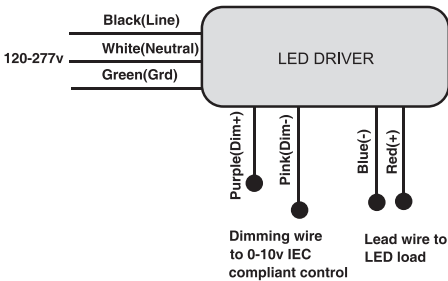 Black(Line)
White(Neutral)
120-277v
Green(Grd)
LED DRIVER
Purple(Dim+)
Pink(Dim-)
Blue(-)
Red(+)
Dimming wire
to 0-10v IEC
compliant control
Lead wire to
LED load